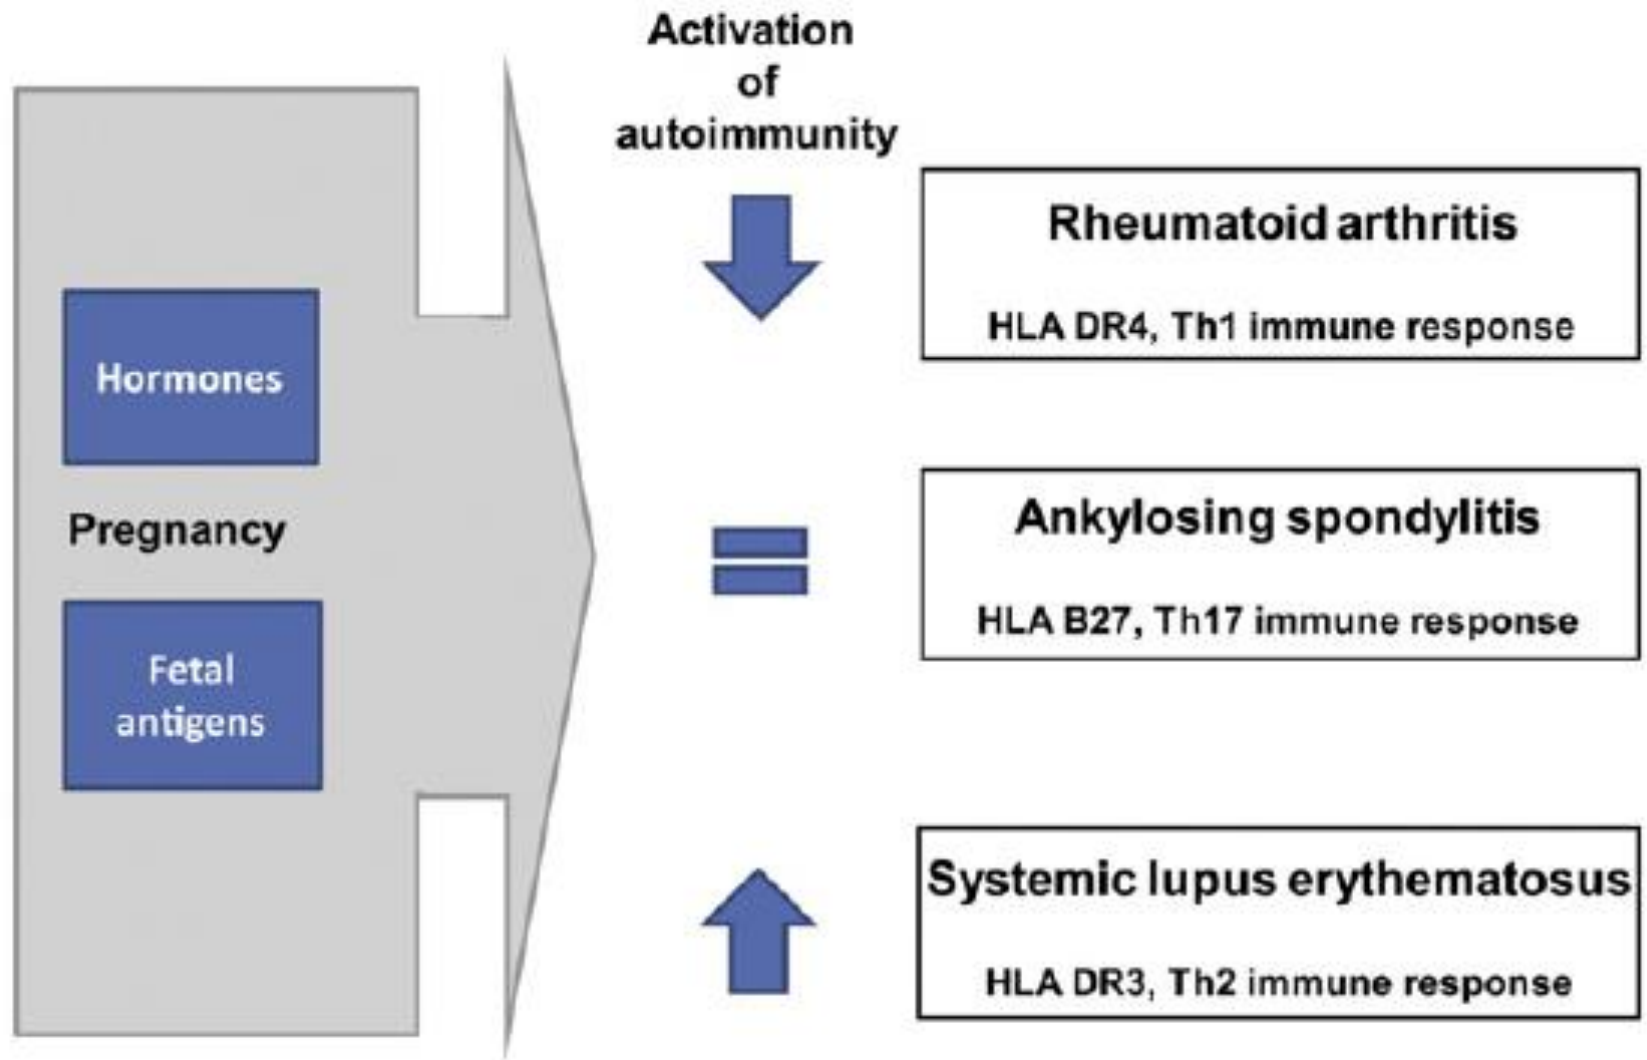 Activation
of
autoimmunity
Hormones
Pregnancy
Fetal
antigens
Rheumatoid arthritis
HLA DR4, Th1 immune response
Ankylosing spondylitis
HLA B27, Th17 immune response
Systemic lupus erythematosus
HLA DR3, Th2 immune response